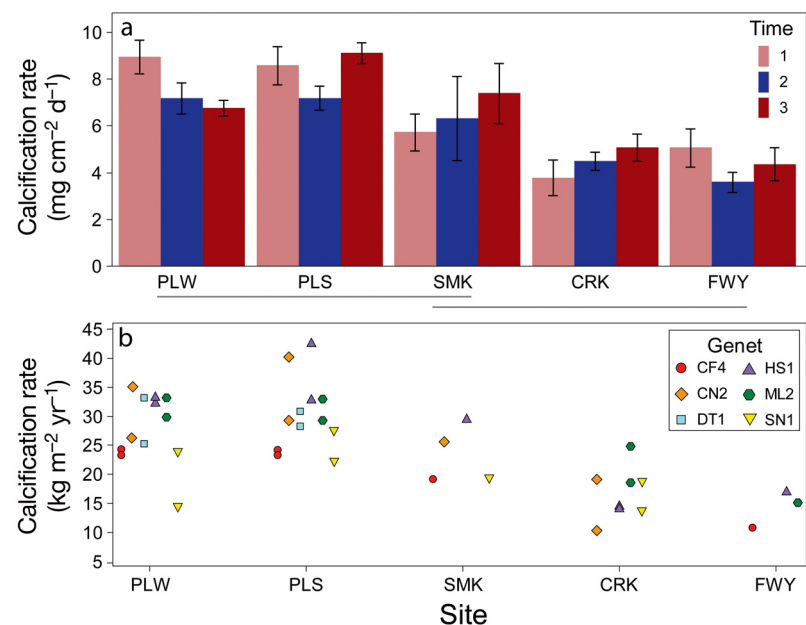 a
Time
1
2
3
Calcification rate
(mg cm⁻² d⁻¹)
10
8
6
4
2
0
PLW PLS SMK CRK FWY
b
Genet
CF4 HS1
CN2 ML2
DT1 SN1
Calcification rate
(kg m⁻² yr⁻¹)
45
40
35
30
25
20
15
10
5
PLW PLS SMK CRK FWY
Site